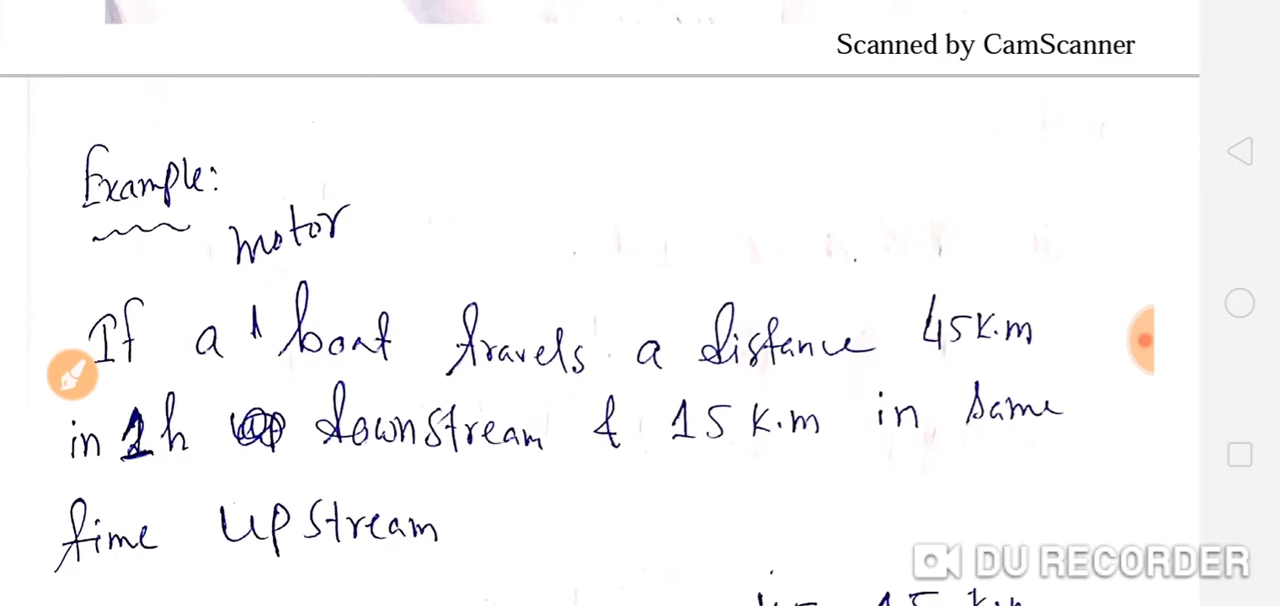 Scanned by CamScanner
Example:
motor
If a ∧ boat travels a distance 45 k.m
in 1h downstream & 15 k.m in same
time upstream
DU RECORDER